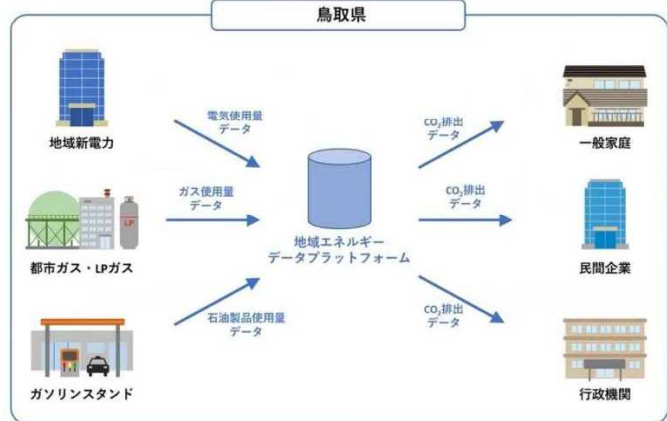 鳥取県
地域新電力
電気使用量
データ
CO₂排出
データ
一般家庭
LP
都市ガス・LPガス
ガス使用量
データ
地域エネルギー
データプラットフォーム
CO₂排出
データ
民間企業
ガソリンスタンド
石油製品使用量
データ
CO₂排出
データ
行政機関